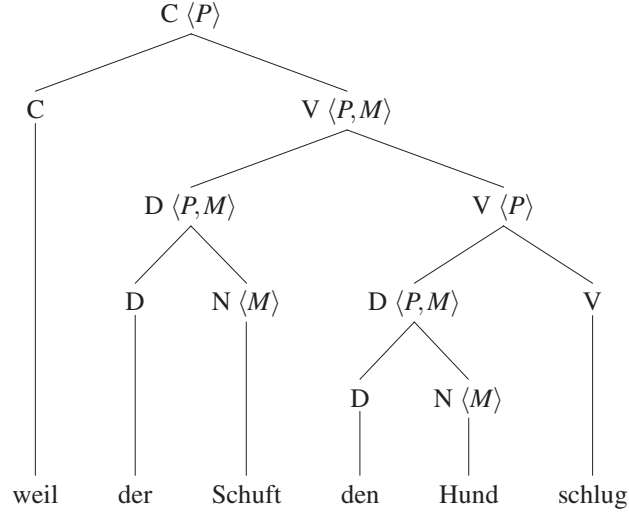 C ⟨P⟩
C V ⟨P, M⟩
D ⟨P, M⟩ V ⟨P⟩
D N ⟨M⟩ D ⟨P, M⟩ V
D N ⟨M⟩
weil der Schuft den Hund schlug